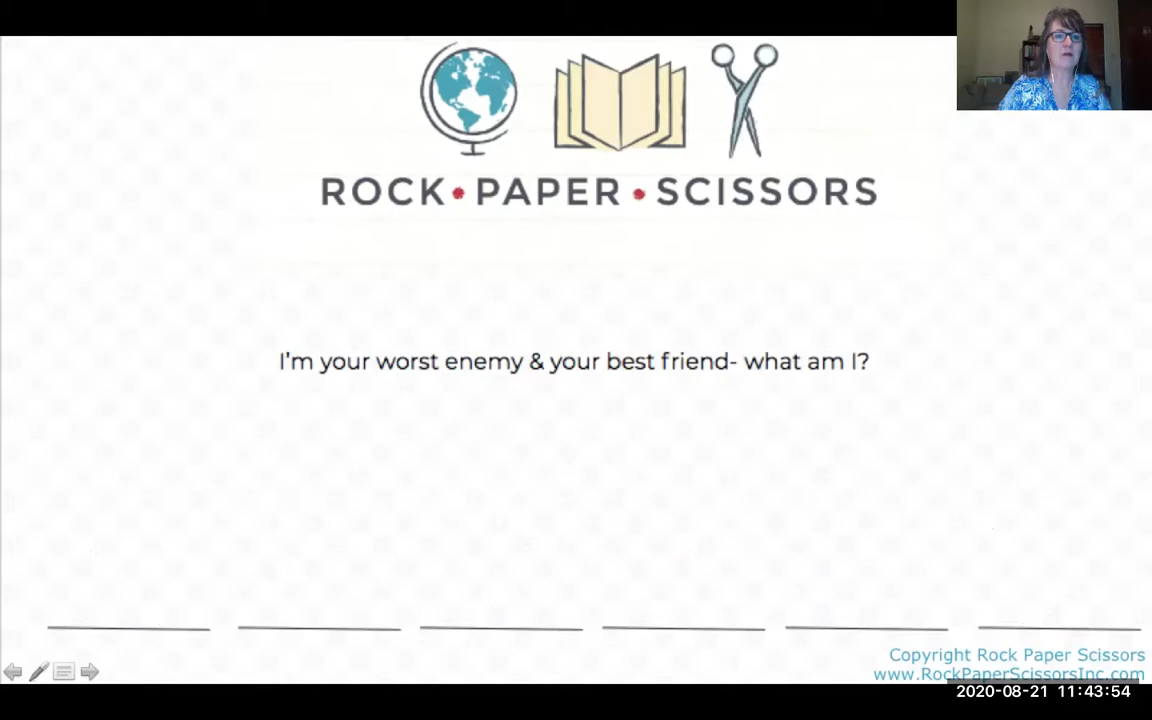 ROCK•PAPER•SCISSORS
I'm your worst enemy & your best friend- what am I?
Copyright Rock Paper Scissors
www.RockPaperScissorsInc.com
2020-08-21 11:43:54